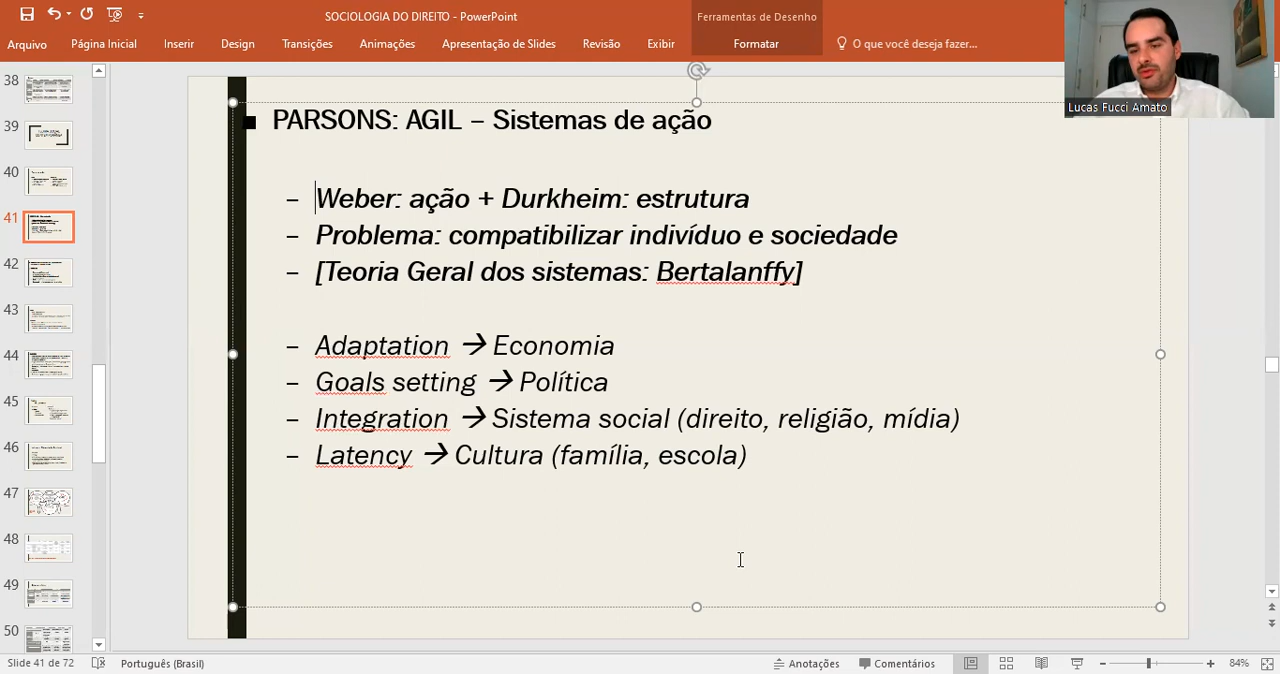 SOCIOLOGIA DO DIREITO - PowerPoint
Ferramentas de Desenho
Arquivo
Página Inicial
Inserir
Design
Transições
Animações
Apresentação de Slides
Revisão
Exibir
Formatar
O que você deseja fazer...
Lucas Fucci Amato
38
39
40
41
42
43
44
45
46
47
48
49
50
■ PARSONS: AGIL – Sistemas de ação
– Weber: ação + Durkheim: estrutura
– Problema: compatibilizar indivíduo e sociedade
– [Teoria Geral dos sistemas: Bertalanffy]
– Adaptation → Economia
– Goals setting → Política
– Integration → Sistema social (direito, religião, mídia)
– Latency → Cultura (família, escola)
Slide 41 de 72
Português (Brasil)
Anotações
Comentários
84%